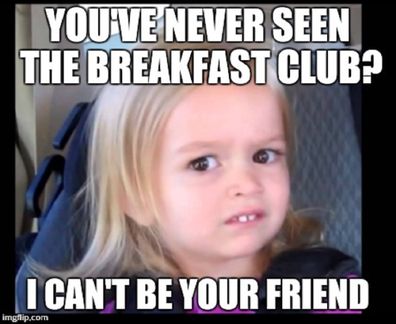 YOU'VE NEVER SEEN
THE BREAKFAST CLUB?
I CAN'T BE YOUR FRIEND
imgflip.com